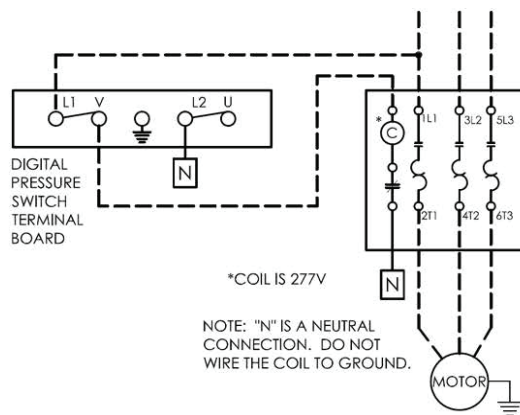 L1 V L2 U
N
DIGITAL
PRESSURE
SWITCH
TERMINAL
BOARD
* C 1L1 3L2 5L3
2T1 4T2 6T3
*COIL IS 277V
N
NOTE: "N" IS A NEUTRAL
CONNECTION. DO NOT
WIRE THE COIL TO GROUND.
MOTOR